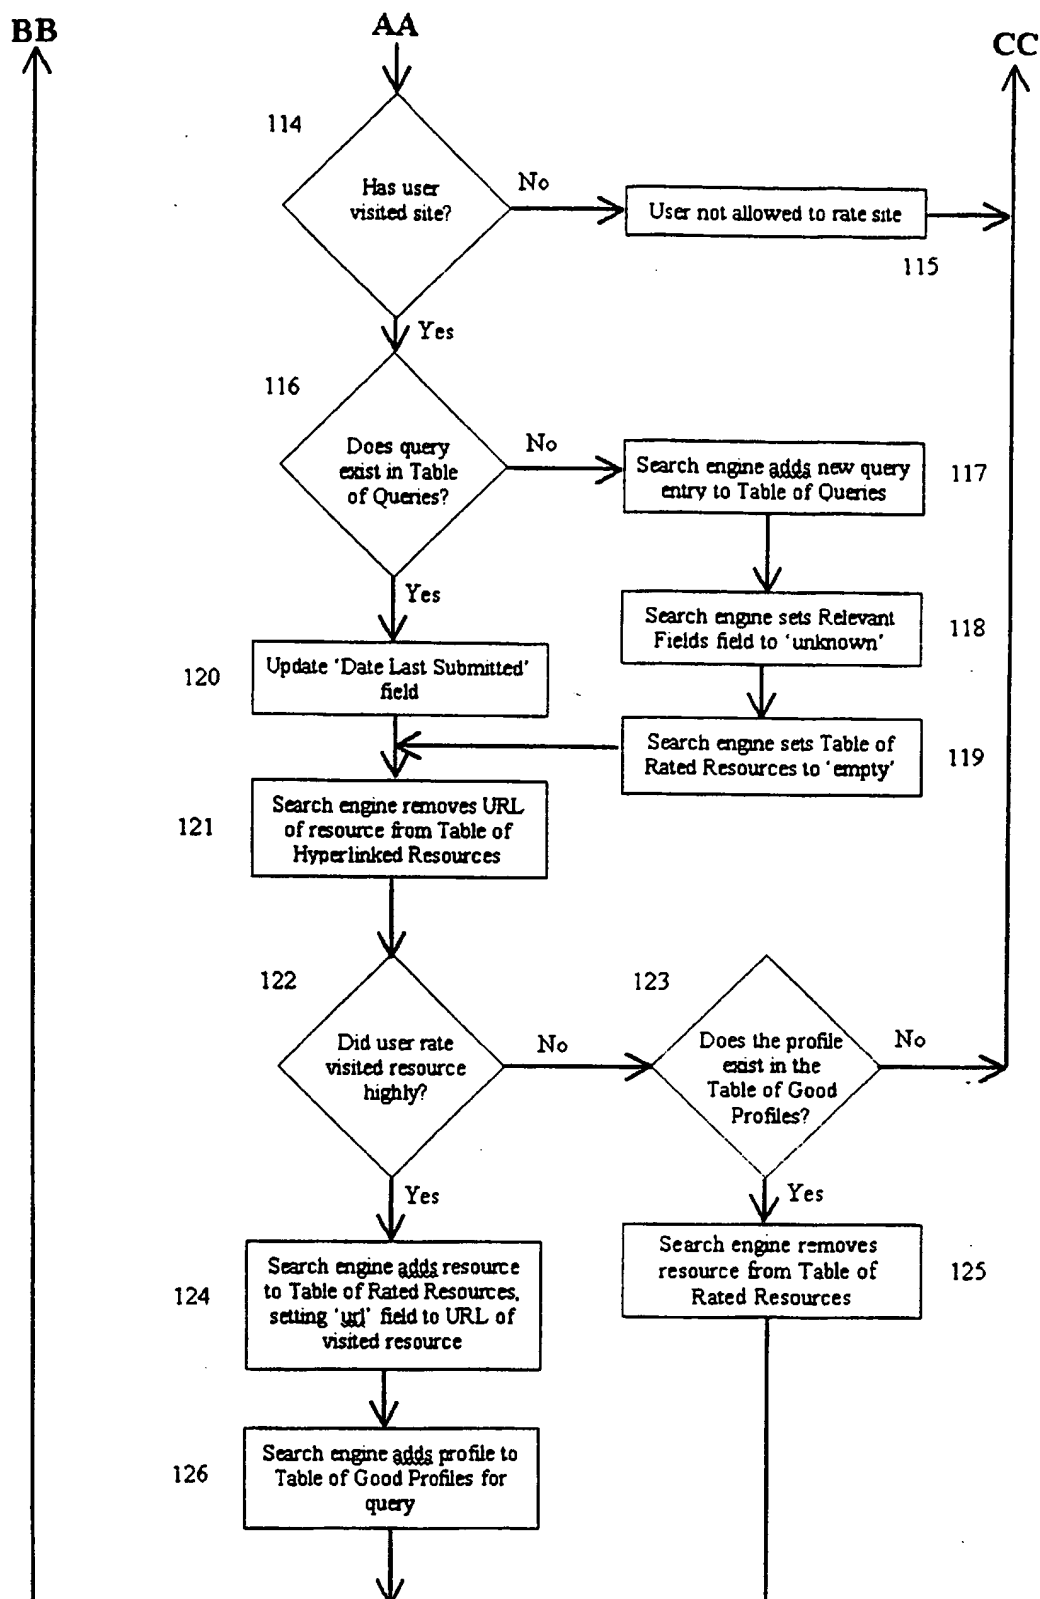 BB
AA
CC
114
Has user
visited site?
No
User not allowed to rate site
115
Yes
116
Does query
exist in Table
of Queries?
No
Search engine adds new query
entry to Table of Queries
117
Yes
Search engine sets Relevant
Fields field to 'unknown'
118
120
Update 'Date Last Submitted'
field
Search engine sets Table of
Rated Resources to 'empty'
119
121
Search engine removes URL
of resource from Table of
Hyperlinked Resources
122
Did user rate
visited resource
highly?
No
123
Does the profile
exist in the
Table of Good
Profiles?
No
Yes
Yes
124
Search engine adds resource
to Table of Rated Resources,
setting 'url' field to URL of
visited resource
Search engine removes
resource from Table of
Rated Resources
125
126
Search engine adds profile to
Table of Good Profiles for
query